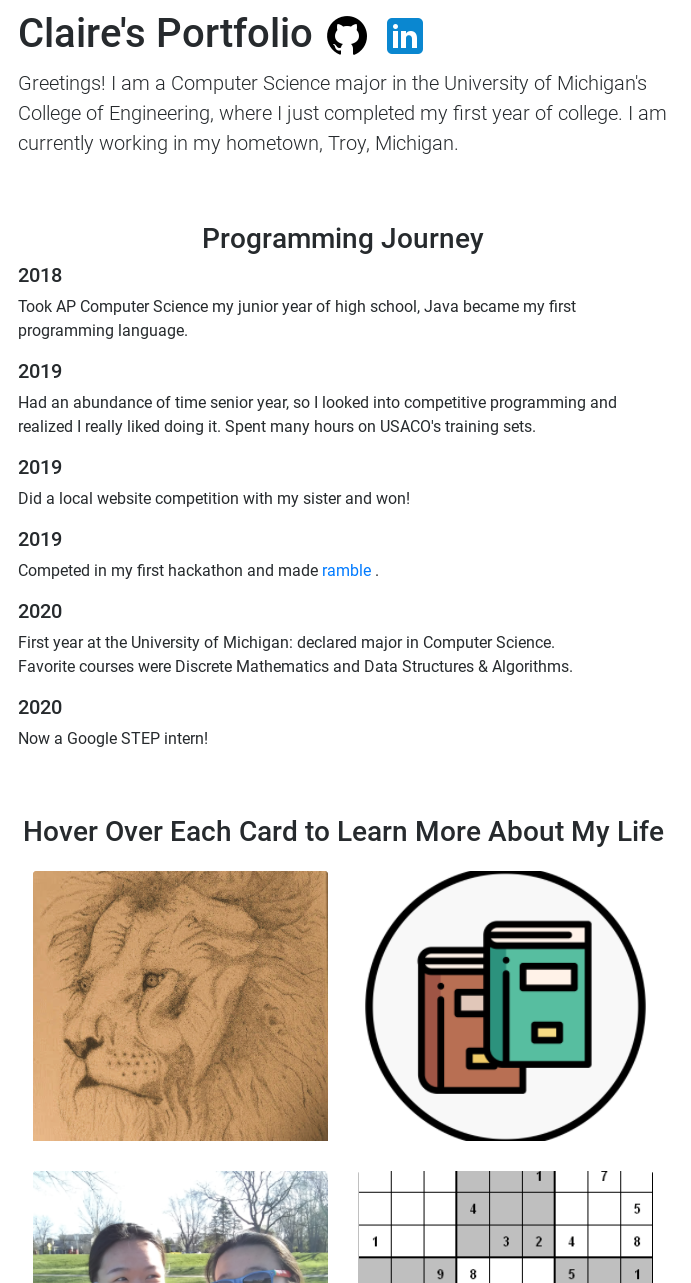 Claire's Portfolio in
Greetings! I am a Computer Science major in the University of Michigan's
College of Engineering, where I just completed my first year of college. I am
currently working in my hometown, Troy, Michigan.
Programming Journey
2018
Took AP Computer Science my junior year of high school, Java became my first
programming language.
2019
Had an abundance of time senior year, so I looked into competitive programming and
realized I really liked doing it. Spent many hours on USACO's training sets.
2019
Did a local website competition with my sister and won!
2019
Competed in my first hackathon and made ramble .
2020
First year at the University of Michigan: declared major in Computer Science.
Favorite courses were Discrete Mathematics and Data Structures & Algorithms.
2020
Now a Google STEP intern!
Hover Over Each Card to Learn More About My Life
1 7
4 5
1 3 2 4 8
9 8 5 1